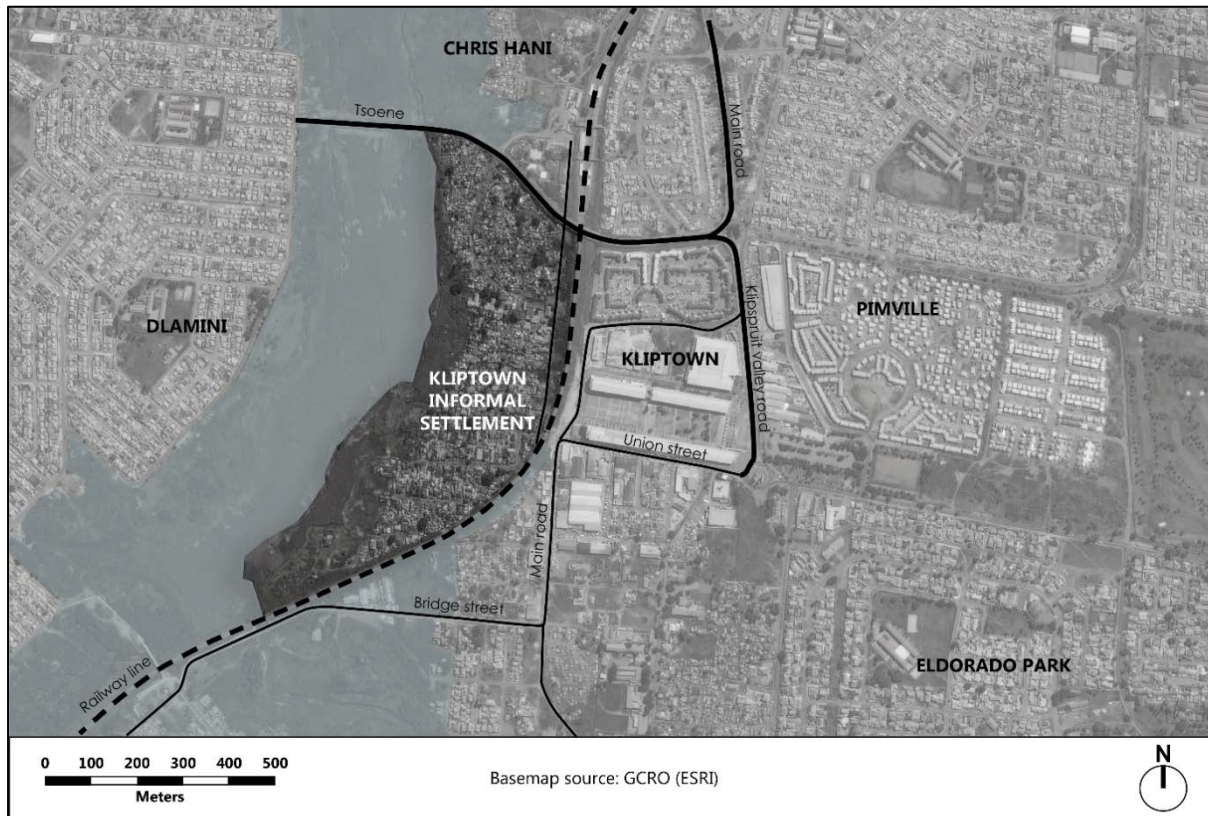 CHRIS HANI
Tsoene
Main road
DLAMINI
PIMVILLE
Klipspruit valley road
KLIPTOWN
KLIPTOWN
INFORMAL
SETTLEMENT
Union street
Main road
Bridge street
ELDORADO PARK
Railway line
0 100 200 300 400 500
Meters
Basemap source: GCRO (ESRI)
N